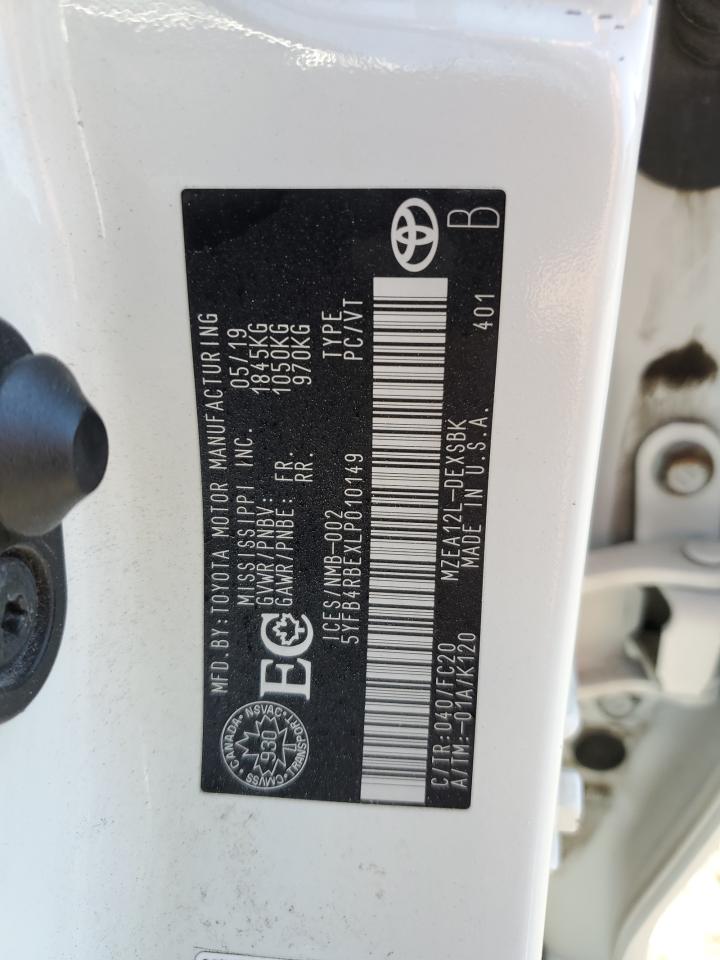 MFD.BY:TOYOTA MOTOR MANUFACTURING
MISSISSIPPI INC. 05/19
GVWR/PNBV: 1845KG
GAWR/PNBE: FR. 1050KG
RR. 970KG
CANADA • NSVAC • TRANSPORT • CMVSS
930
EC
ICES/NMB-002 TYPE
5YFB4RBEXLP010149 PC/VT
C/TR:040/FC20 MZEA12L-DEXSBK B
A/TM:-01A/K120 MADE IN U.S.A. 401